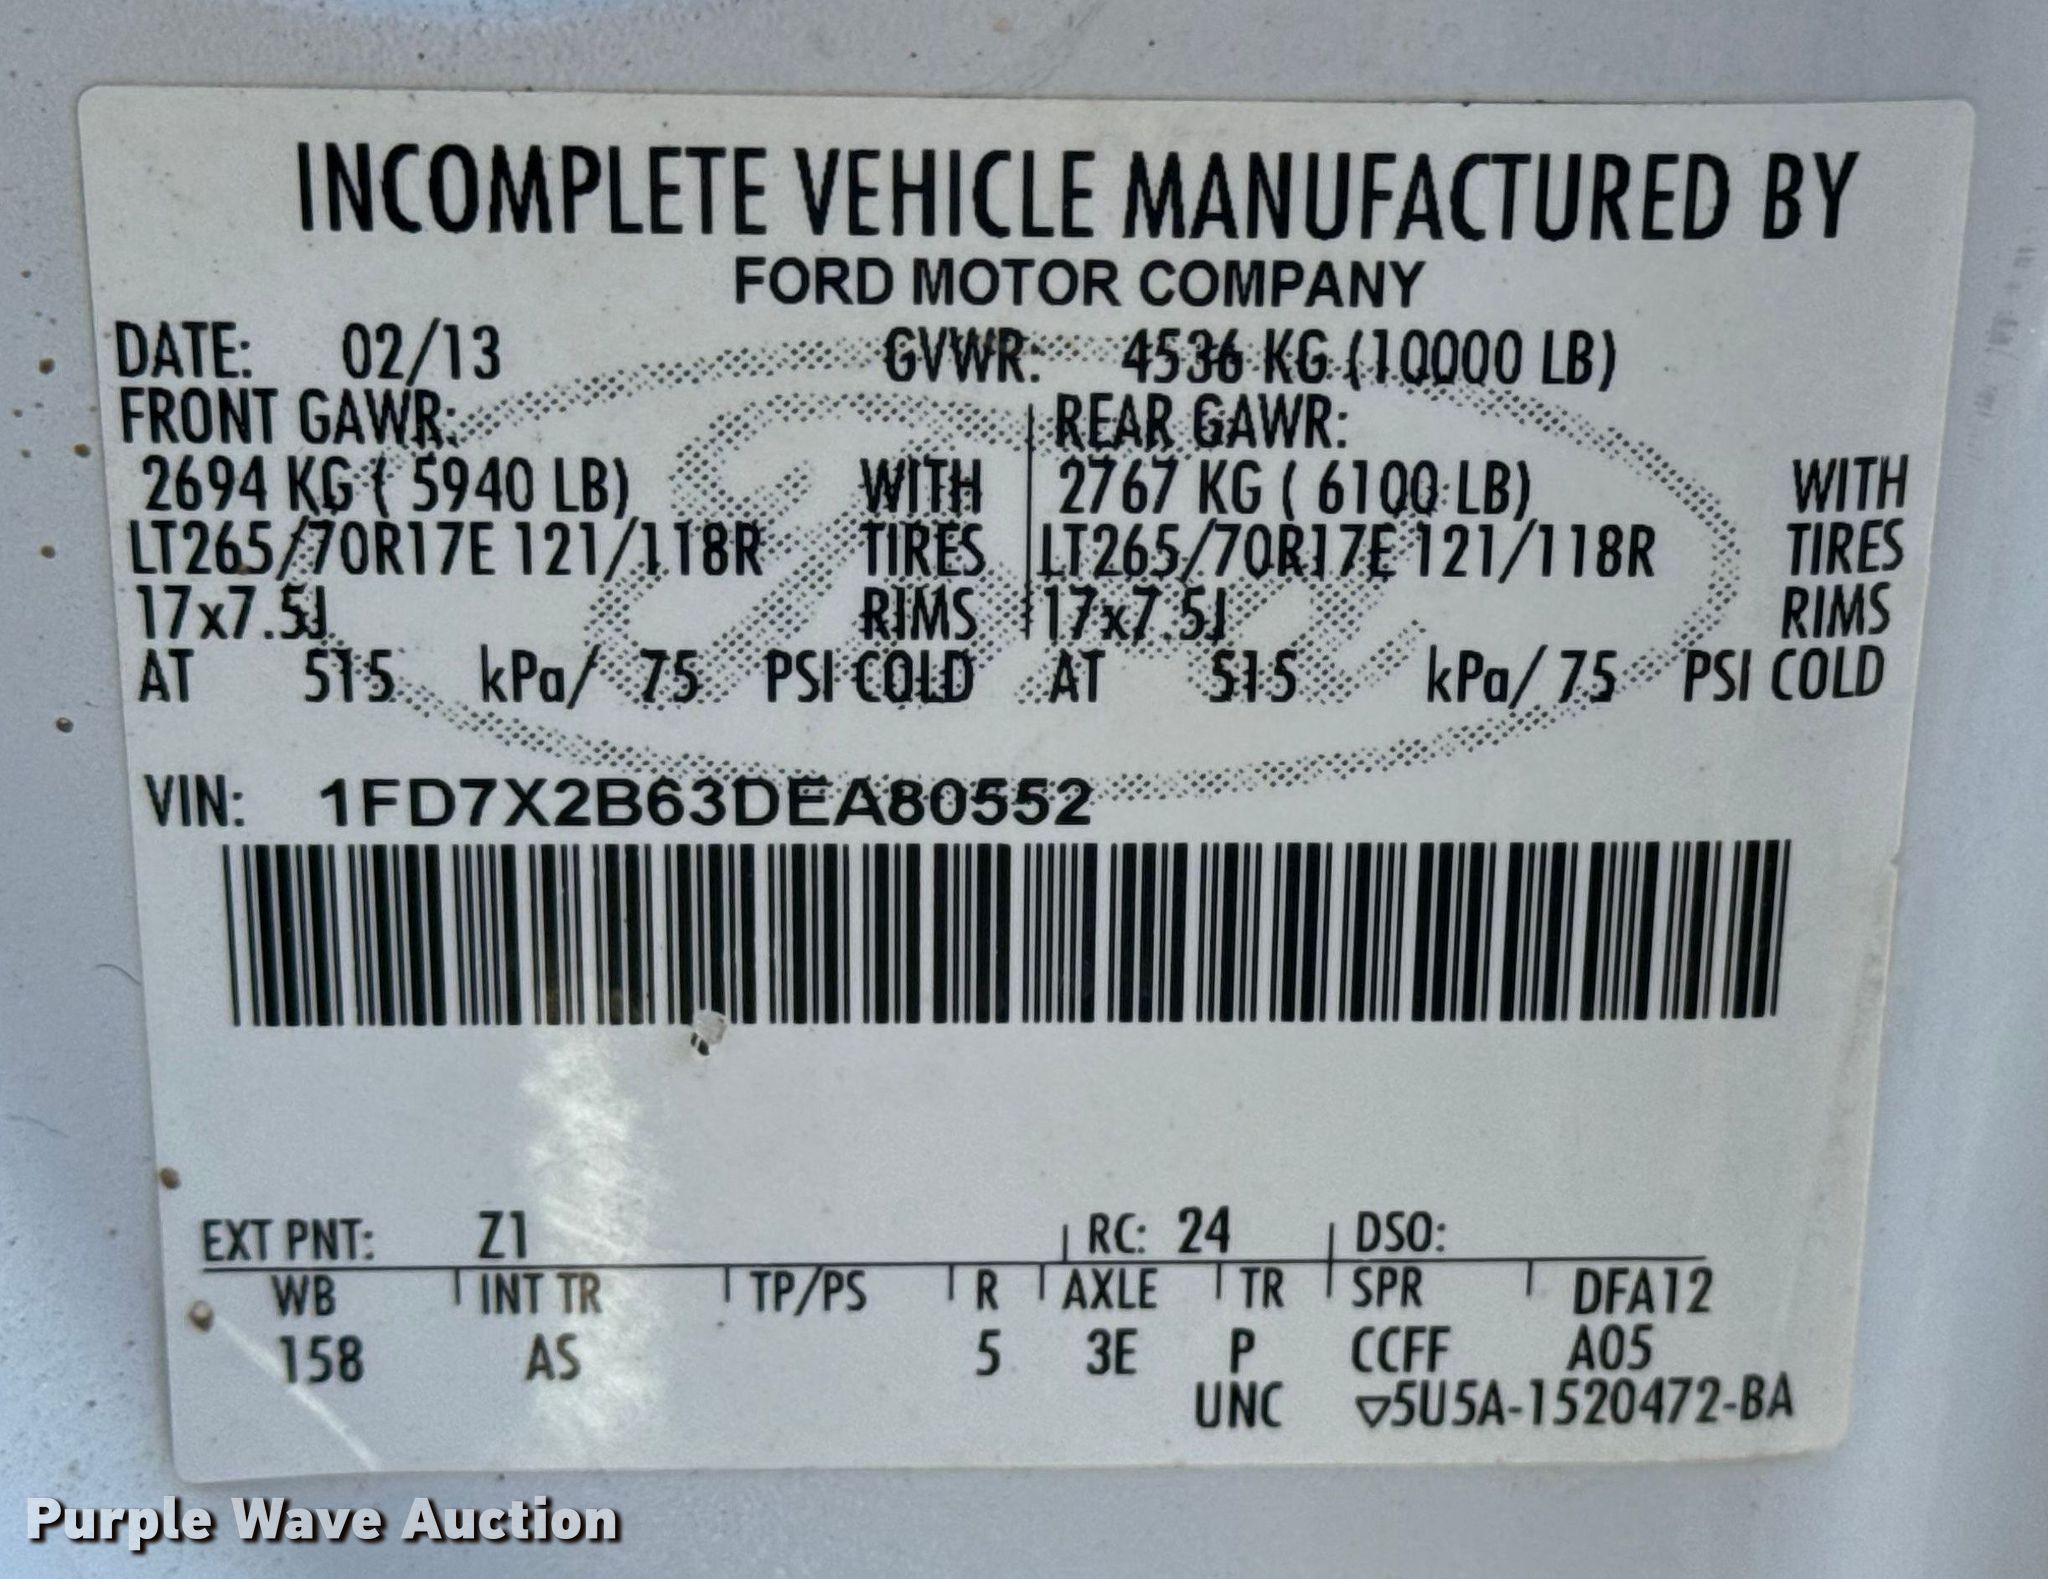 INCOMPLETE VEHICLE MANUFACTURED BY
FORD MOTOR COMPANY
DATE: 02/13 GVWR: 4536 KG (10000 LB)
FRONT GAWR: REAR GAWR:
2694 KG ( 5940 LB) WITH 2767 KG ( 6100 LB) WITH
LT265/70R17E 121/118R TIRES LT265/70R17E 121/118R TIRES
17x7.5J RIMS 17x7.5J RIMS
AT 515 kPa/ 75 PSI COLD AT 515 kPa/ 75 PSI COLD
VIN: 1FD7X2B63DEA80552
EXT PNT: Z1 RC: 24 DSO:
WB INT TR TP/PS R AXLE TR SPR DFA12
158 AS 5 3E P CCFF A05
UNC ▽5U5A-1520472-BA
Purple Wave Auction